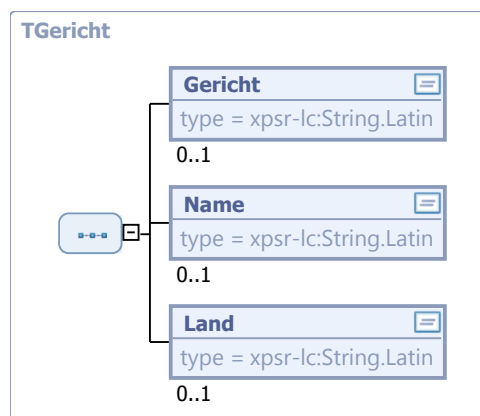 TGericht
Gericht
type = xpsr-lc:String.Latin
0..1
Name
type = xpsr-lc:String.Latin
0..1
Land
type = xpsr-lc:String.Latin
0..1